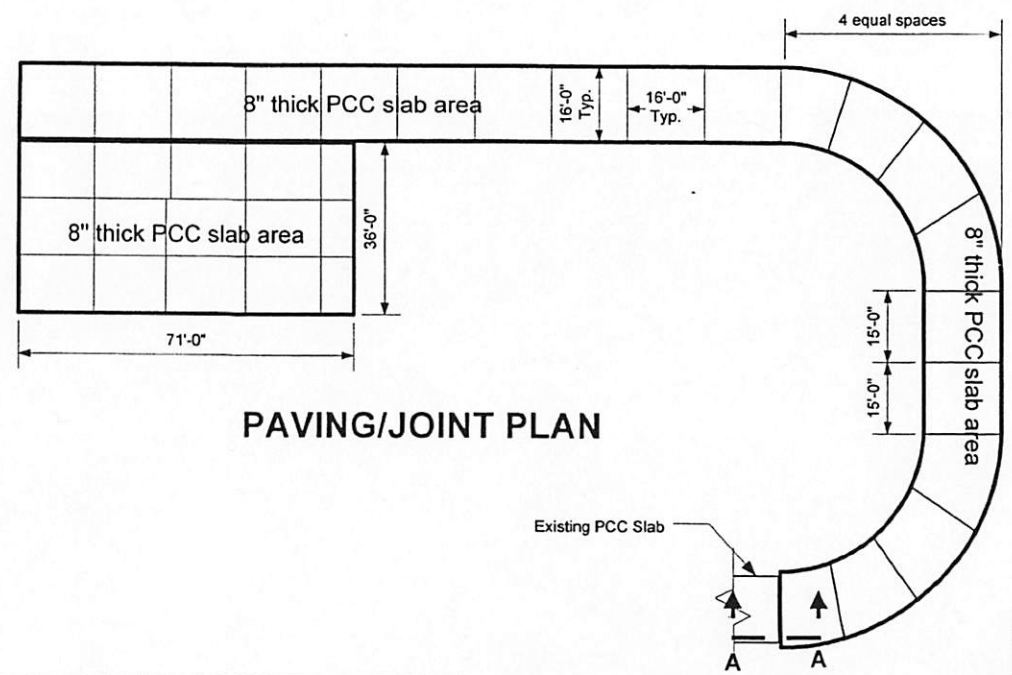 4 equal spaces
8" thick PCC slab area
16'-0"
Typ.
16'-0"
Typ.
8" thick PCC slab area
36'-0"
8" thick PCC slab area
71'-0"
15'-0"
15'-0"
PAVING/JOINT PLAN
Existing PCC Slab
A
A